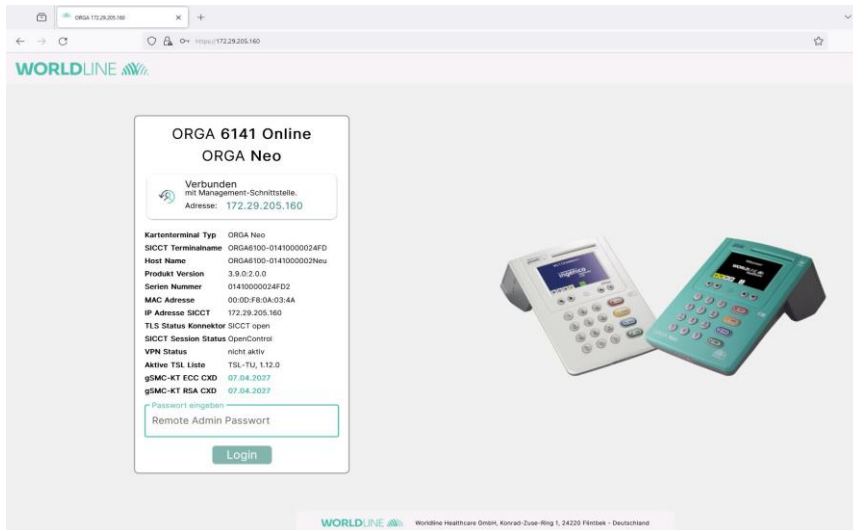 ORGA 172.29.205.160
https://172.29.205.160
WORLDLINE
ORGA 6141 Online
ORGA Neo
Verbunden
mit Management-Schnittstelle.
Adresse: 172.29.205.160
Kartenterminal Typ ORGA Neo
SICCT Terminalname ORGA6100-01410000024FD
Host Name ORGA6100-0141000002Neu
Produkt Version 3.9.0:2.0.0
Serien Nummer 01410000024FD2
MAC Adresse 00:0D:F8:0A:03:4A
IP Adresse SICCT 172.29.205.160
TLS Status Konnektor SICCT open
SICCT Session Status OpenControl
VPN Status nicht aktiv
Aktive TSL Liste TSL-TU, 1.12.0
gSMC-KT ECC CXD 07.04.2027
gSMC-KT RSA CXD 07.04.2027
Passwort eingeben
Remote Admin Passwort
Login
ingenico
WORLDLINE
WORLDLINE Worldline Healthcare GmbH, Konrad-Zuse-Ring 1, 24220 Flintbek - Deutschland